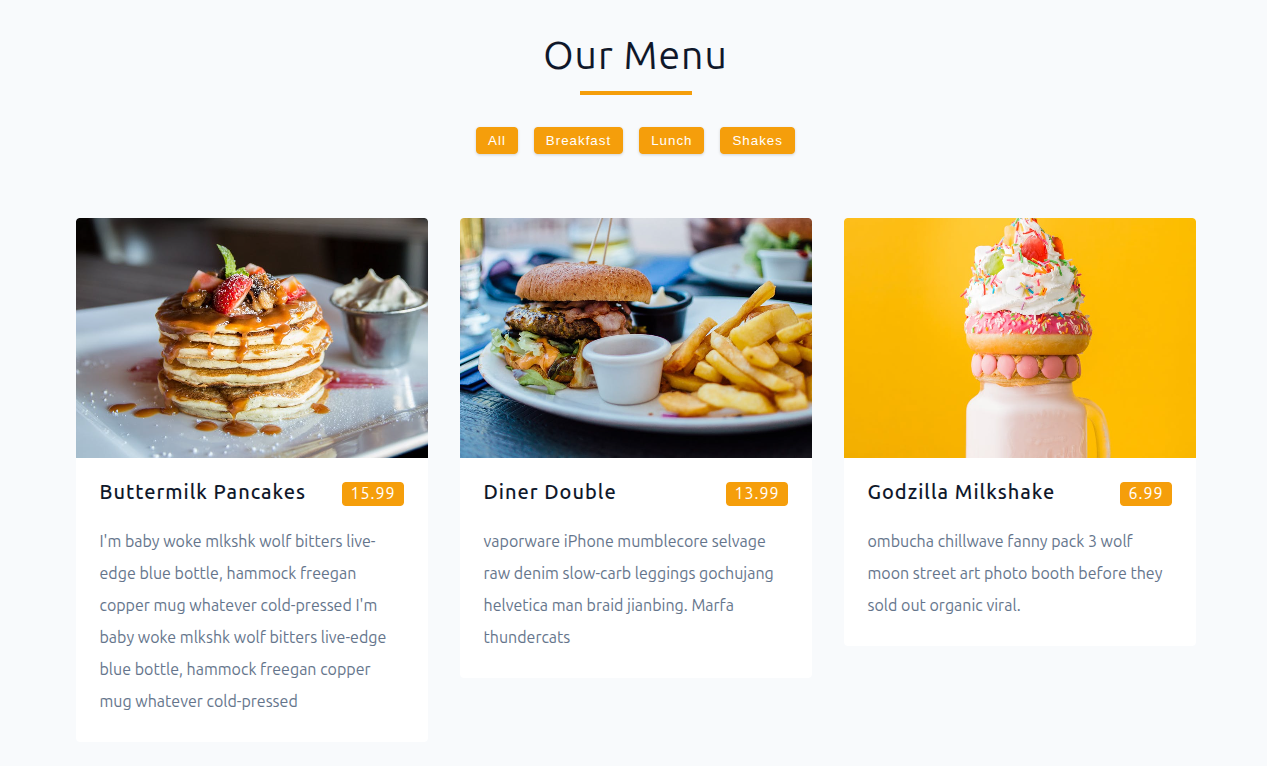 Our Menu
All Breakfast Lunch Shakes
Buttermilk Pancakes 15.99
I'm baby woke mlkshk wolf bitters live-
edge blue bottle, hammock freegan
copper mug whatever cold-pressed I'm
baby woke mlkshk wolf bitters live-edge
blue bottle, hammock freegan copper
mug whatever cold-pressed
Diner Double 13.99
vaporware iPhone mumblecore selvage
raw denim slow-carb leggings gochujang
helvetica man braid jianbing. Marfa
thundercats
Godzilla Milkshake 6.99
ombucha chillwave fanny pack 3 wolf
moon street art photo booth before they
sold out organic viral.